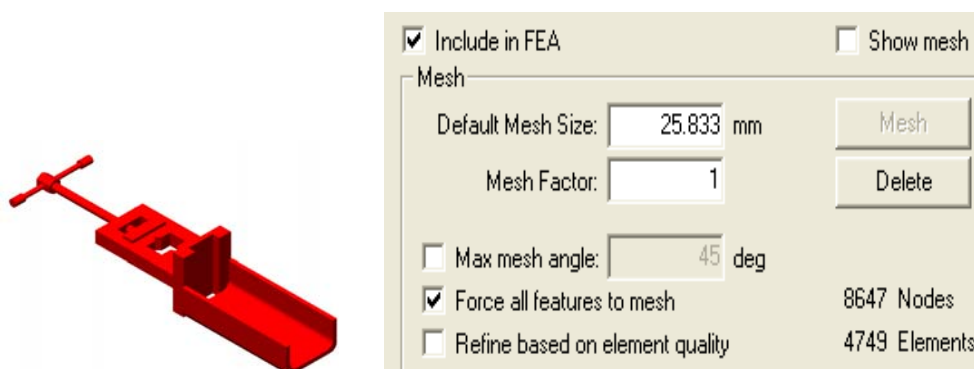 Include in FEA Show mesh
Mesh
Default Mesh Size: 25.833 mm Mesh
Mesh Factor: 1 Delete
Max mesh angle: 45 deg
Force all features to mesh 8647 Nodes
Refine based on element quality 4749 Elements